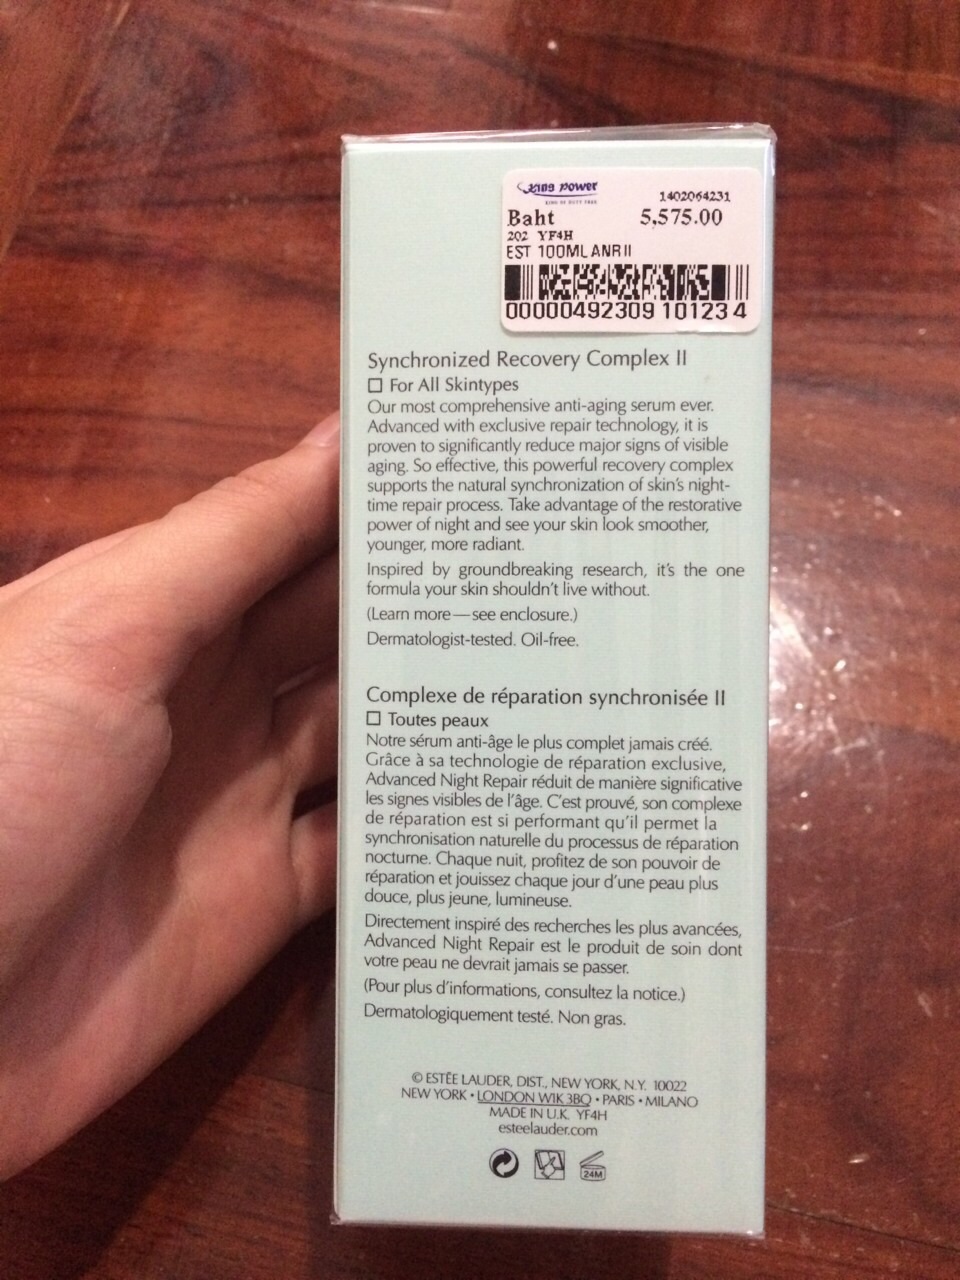 king power 1402064231
KING OF DUTY FREE
Baht 5,575.00
202 YF4H
EST 100ML ANR II
00000492309 10123 4
Synchronized Recovery Complex II
☐ For All Skintypes
Our most comprehensive anti-aging serum ever.
Advanced with exclusive repair technology, it is
proven to significantly reduce major signs of visible
aging. So effective, this powerful recovery complex
supports the natural synchronization of skin's night-
time repair process. Take advantage of the restorative
power of night and see your skin look smoother,
younger, more radiant.
Inspired by groundbreaking research, it's the one
formula your skin shouldn't live without.
(Learn more — see enclosure.)
Dermatologist-tested. Oil-free.
Complexe de réparation synchronisée II
☐ Toutes peaux
Notre sérum anti-âge le plus complet jamais créé.
Grâce à sa technologie de réparation exclusive,
Advanced Night Repair réduit de manière significative
les signes visibles de l'âge. C'est prouvé, son complexe
de réparation est si performant qu'il permet la
synchronisation naturelle du processus de réparation
nocturne. Chaque nuit, profitez de son pouvoir de
réparation et jouissez chaque jour d'une peau plus
douce, plus jeune, lumineuse.
Directement inspiré des recherches les plus avancées,
Advanced Night Repair est le produit de soin dont
votre peau ne devrait jamais se passer.
(Pour plus d'informations, consultez la notice.)
Dermatologiquement testé. Non gras.
© ESTĒE LAUDER, DIST., NEW YORK, N.Y. 10022
NEW YORK • LONDON W1K 3BQ • PARIS • MILANO
MADE IN U.K. YF4H
esteelauder.com
24M